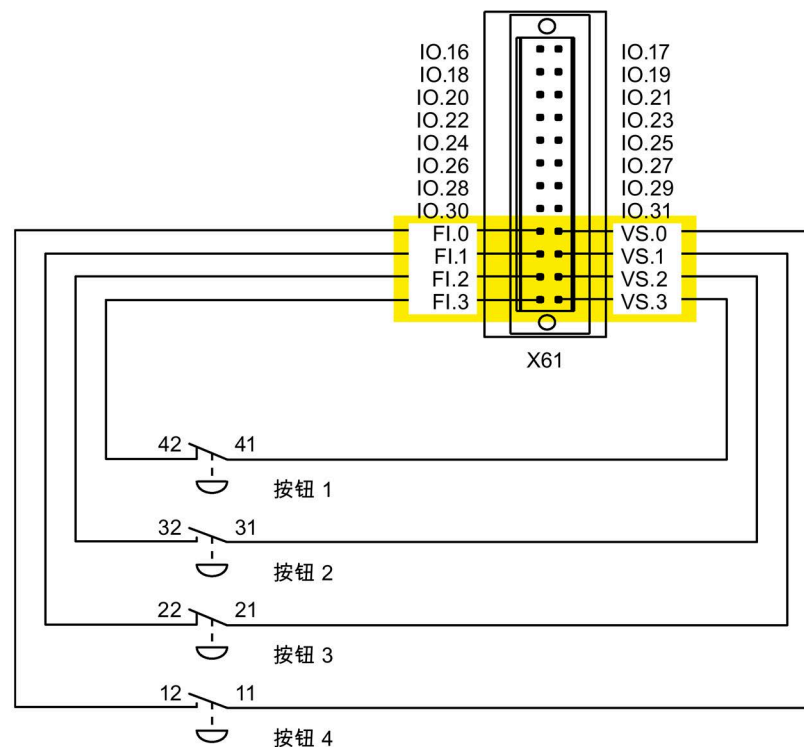 IO.16 IO.17
IO.18 IO.19
IO.20 IO.21
IO.22 IO.23
IO.24 IO.25
IO.26 IO.27
IO.28 IO.29
IO.30 IO.31
FI.0 VS.0
FI.1 VS.1
FI.2 VS.2
FI.3 VS.3
X61
42 41
按钮 1
32 31
按钮 2
22 21
按钮 3
12 11
按钮 4